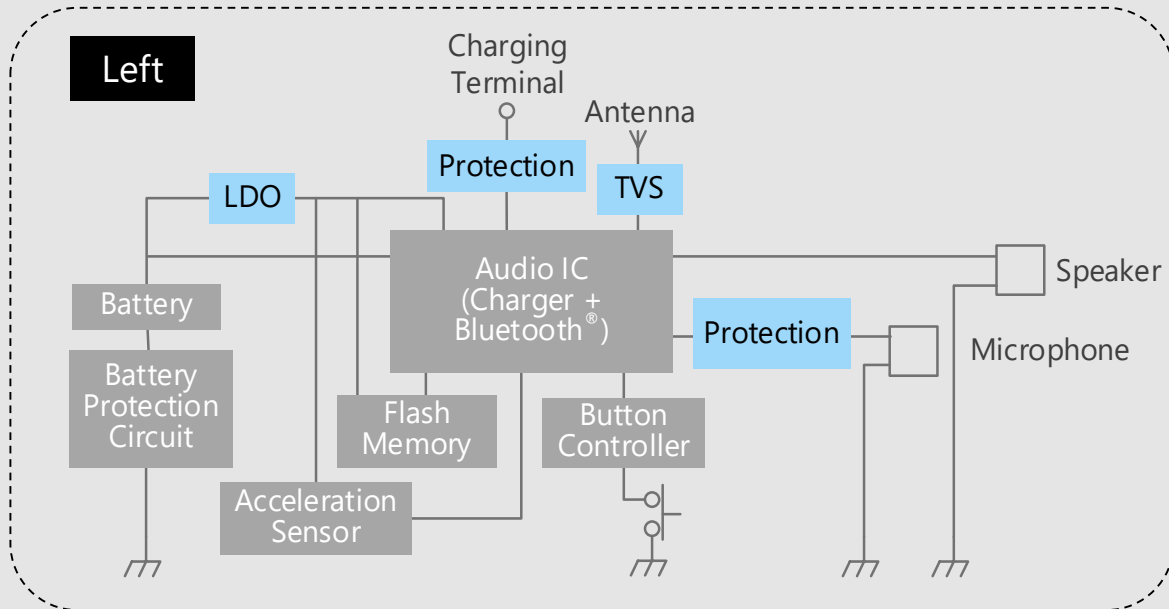 Left
Charging
Terminal
Antenna
Protection
TVS
LDO
Audio IC
(Charger +
Bluetooth®)
Speaker
Battery
Protection
Microphone
Battery
Protection
Circuit
Flash
Memory
Button
Controller
Acceleration
Sensor